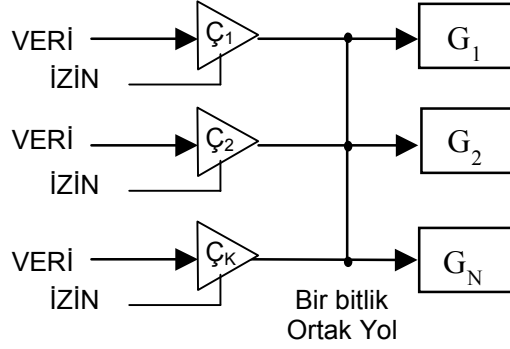 VERİ
Ç1
G1
İZİN
VERİ
Ç2
G2
İZİN
VERİ
ÇK
GN
İZİN
Bir bitlik
Ortak Yol